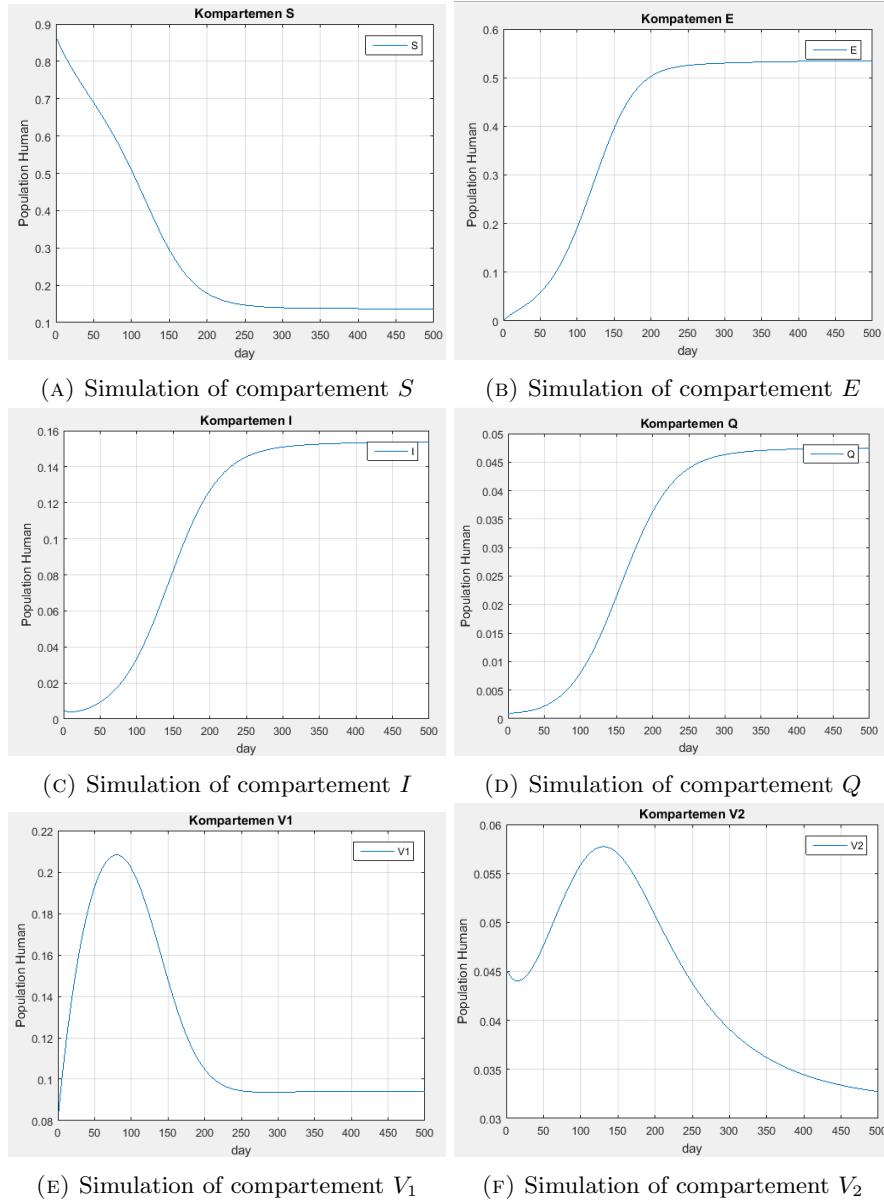 Kompartemen S
S
Population Human
0.9
0.8
0.7
0.6
0.5
0.4
0.3
0.2
0.1
0 50 100 150 200 250 300 350 400 450 500
day
(A) Simulation of compartement S
Kompatemen E
E
Population Human
0.6
0.5
0.4
0.3
0.2
0.1
0
0 50 100 150 200 250 300 350 400 450 500
day
(B) Simulation of compartement E
Kompartemen I
I
Population Human
0.16
0.14
0.12
0.1
0.08
0.06
0.04
0.02
0
0 50 100 150 200 250 300 350 400 450 500
day
(C) Simulation of compartement I
Kompartemen Q
Q
Population Human
0.05
0.045
0.04
0.035
0.03
0.025
0.02
0.015
0.01
0.005
0
0 50 100 150 200 250 300 350 400 450 500
day
(D) Simulation of compartement Q
Kompartemen V1
V1
Population Human
0.22
0.2
0.18
0.16
0.14
0.12
0.1
0.08
0 50 100 150 200 250 300 350 400 450 500
day
(E) Simulation of compartement V₁
Kompartemen V2
V2
Population Human
0.06
0.055
0.05
0.045
0.04
0.035
0.03
0 50 100 150 200 250 300 350 400 450 500
day
(F) Simulation of compartement V₂